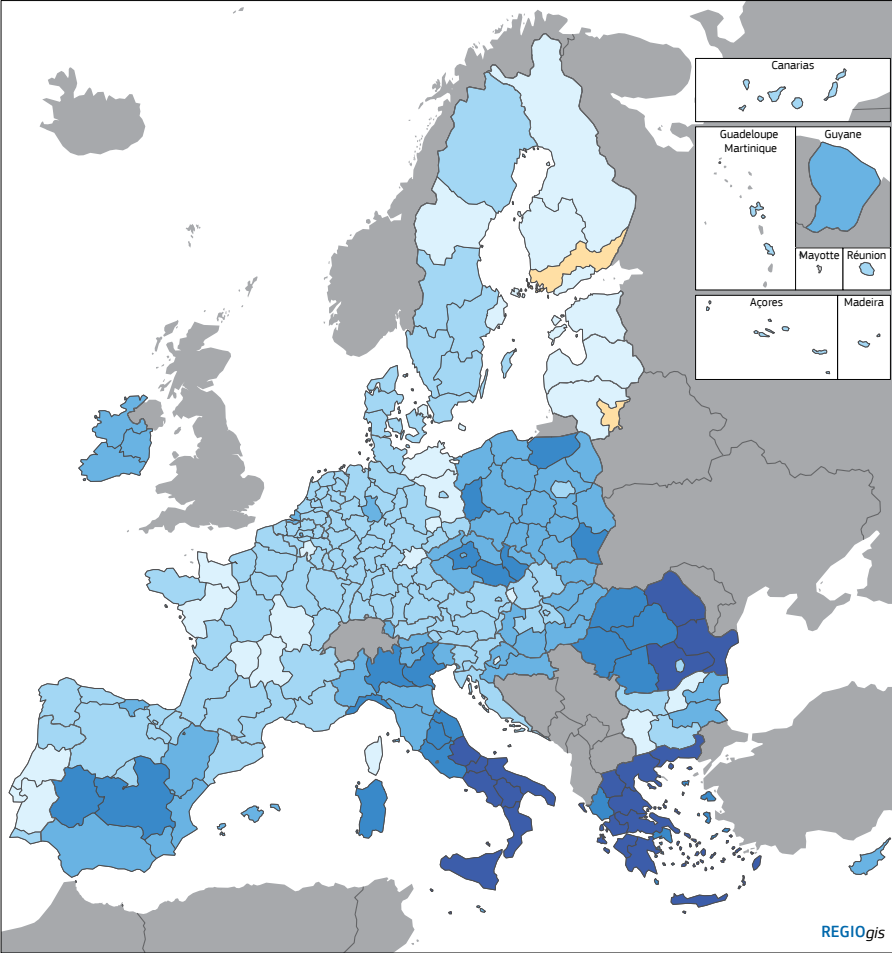 Canarias
Guadeloupe
Martinique
Guyane
Mayotte
Réunion
Açores
Madeira
REGIOgis